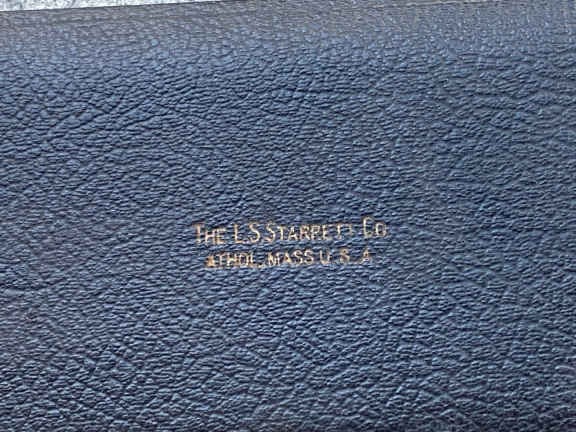 THE L.S. STARRETT CO
ATHOL, MASS U.S.A